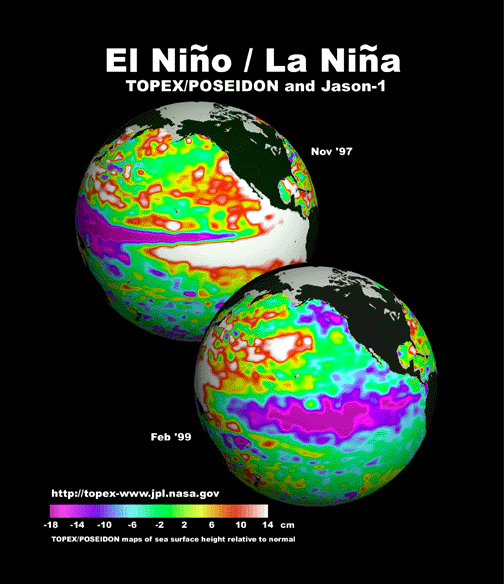 El Niño / La Niña
TOPEX/POSEIDON and Jason-1
Nov '97
Feb '99
http://topex-www.jpl.nasa.gov
-18 -14 -10 -6 -2 2 6 10 14 cm
TOPEX/POSEIDON maps of sea surface height relative to normal